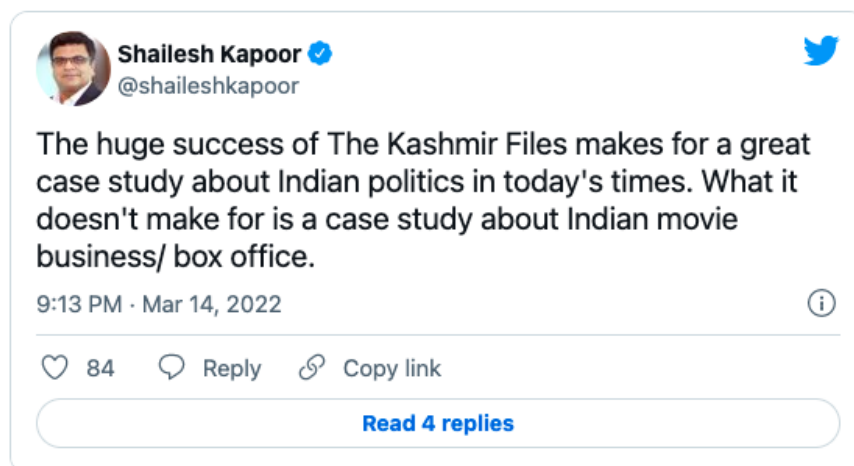 Shailesh Kapoor
@shaileshkapoor
The huge success of The Kashmir Files makes for a great
case study about Indian politics in today's times. What it
doesn't make for is a case study about Indian movie
business/ box office.
9:13 PM · Mar 14, 2022
84 Reply Copy link
Read 4 replies